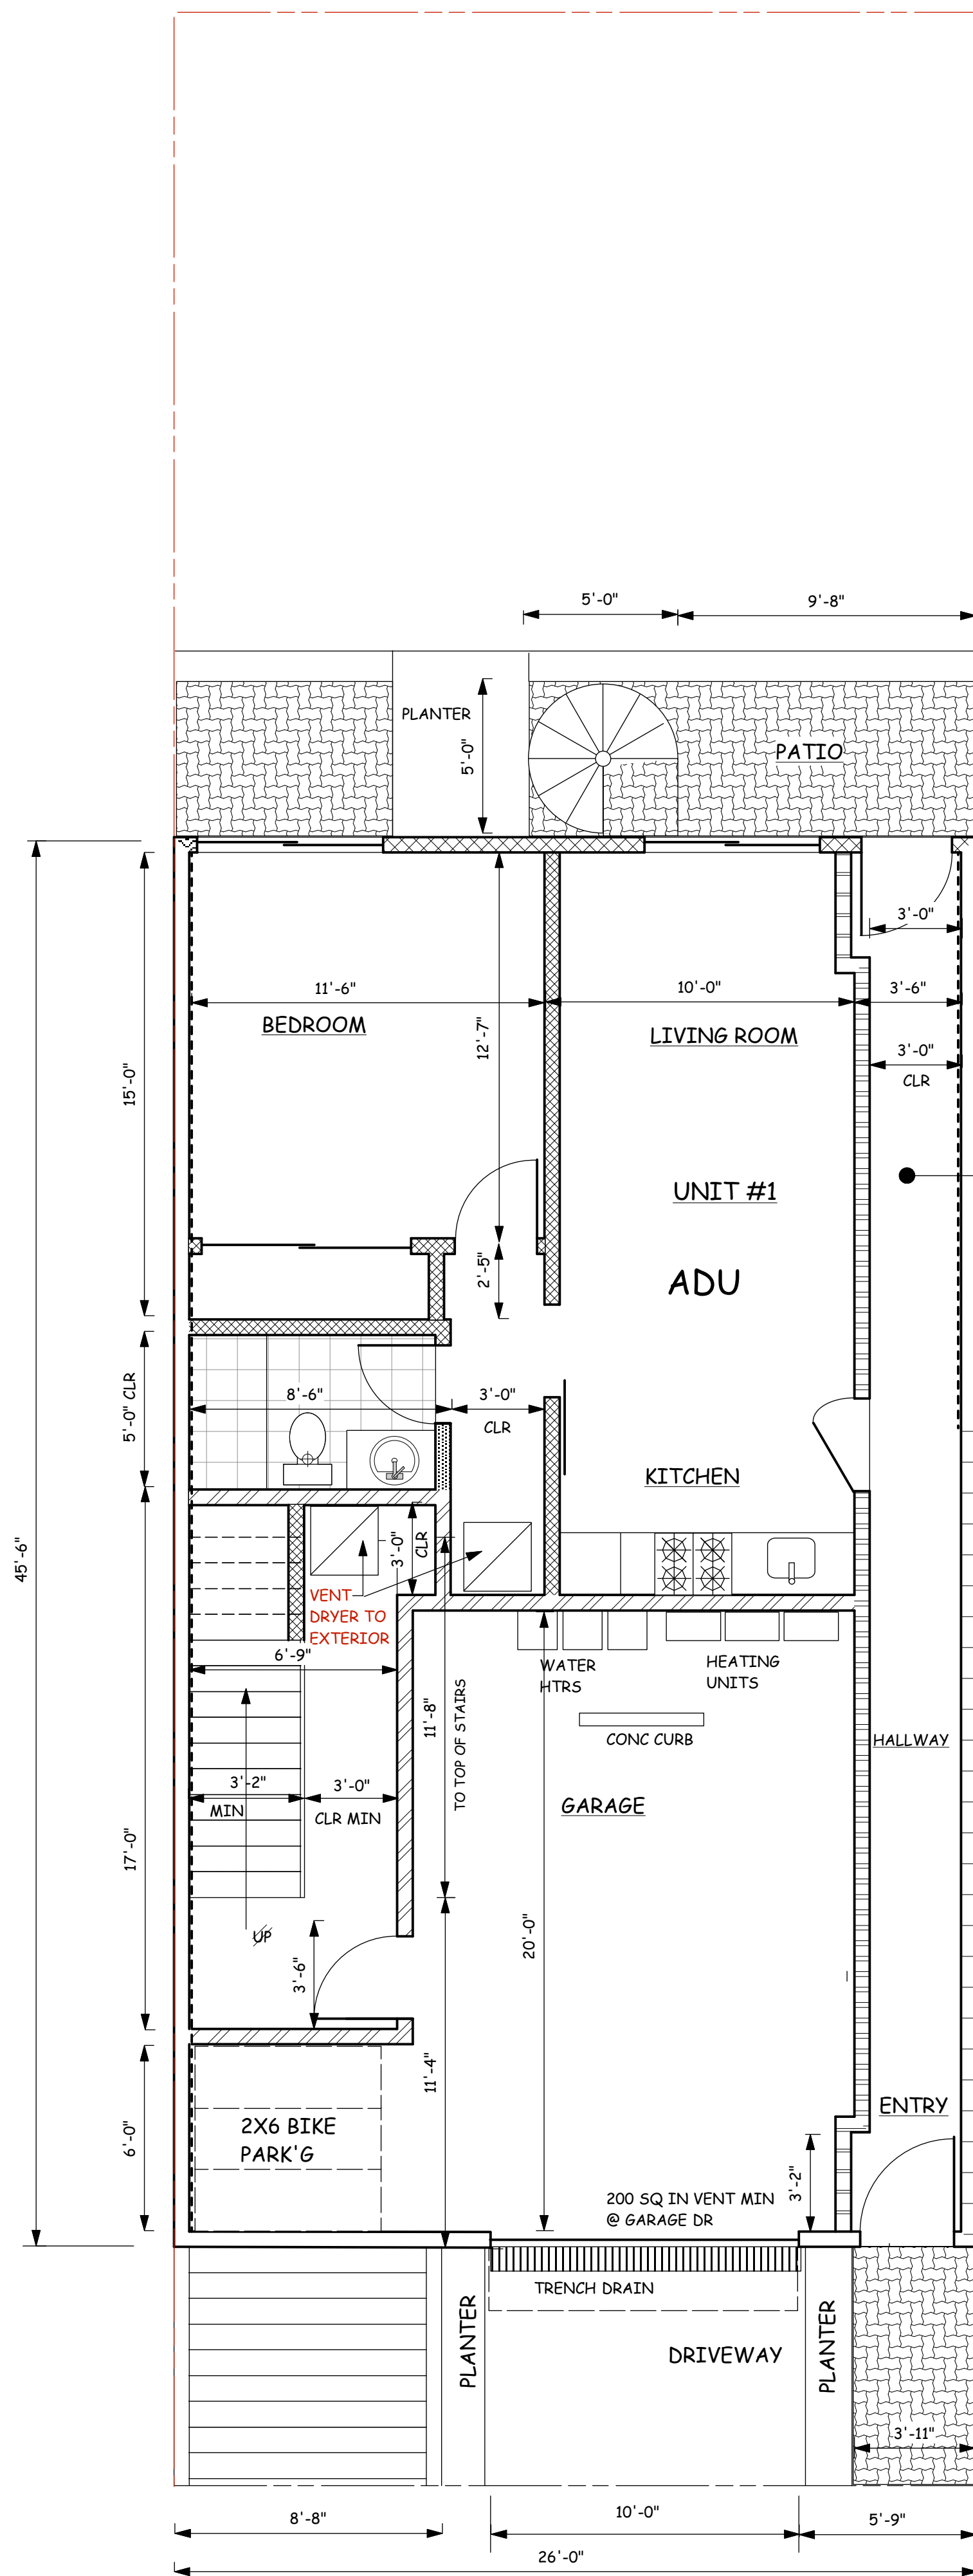 5'-0"
9'-8"
PLANTER
5'-0"
PATIO
3'-0"
11'-6"
10'-0"
3'-6"
BEDROOM
12'-7"
LIVING ROOM
3'-0"
CLR
15'-0"
UNIT #1
2'-5"
ADU
5'-0" CLR
8'-6"
3'-0"
CLR
KITCHEN
45'-6"
3'-0"
CLR
VENT
DRYER TO
EXTERIOR
6'-9"
WATER
HTRS
HEATING
UNITS
11'-8"
TO TOP OF STAIRS
CONC CURB
HALLWAY
3'-2"
MIN
3'-0"
CLR MIN
GARAGE
17'-0"
UP
20'-0"
3'-6"
11'-4"
6'-0"
2X6 BIKE
PARK'G
ENTRY
3'-2"
200 SQ IN VENT MIN
@ GARAGE DR
TRENCH DRAIN
PLANTER
DRIVEWAY
PLANTER
3'-11"
8'-8"
10'-0"
5'-9"
26'-0"